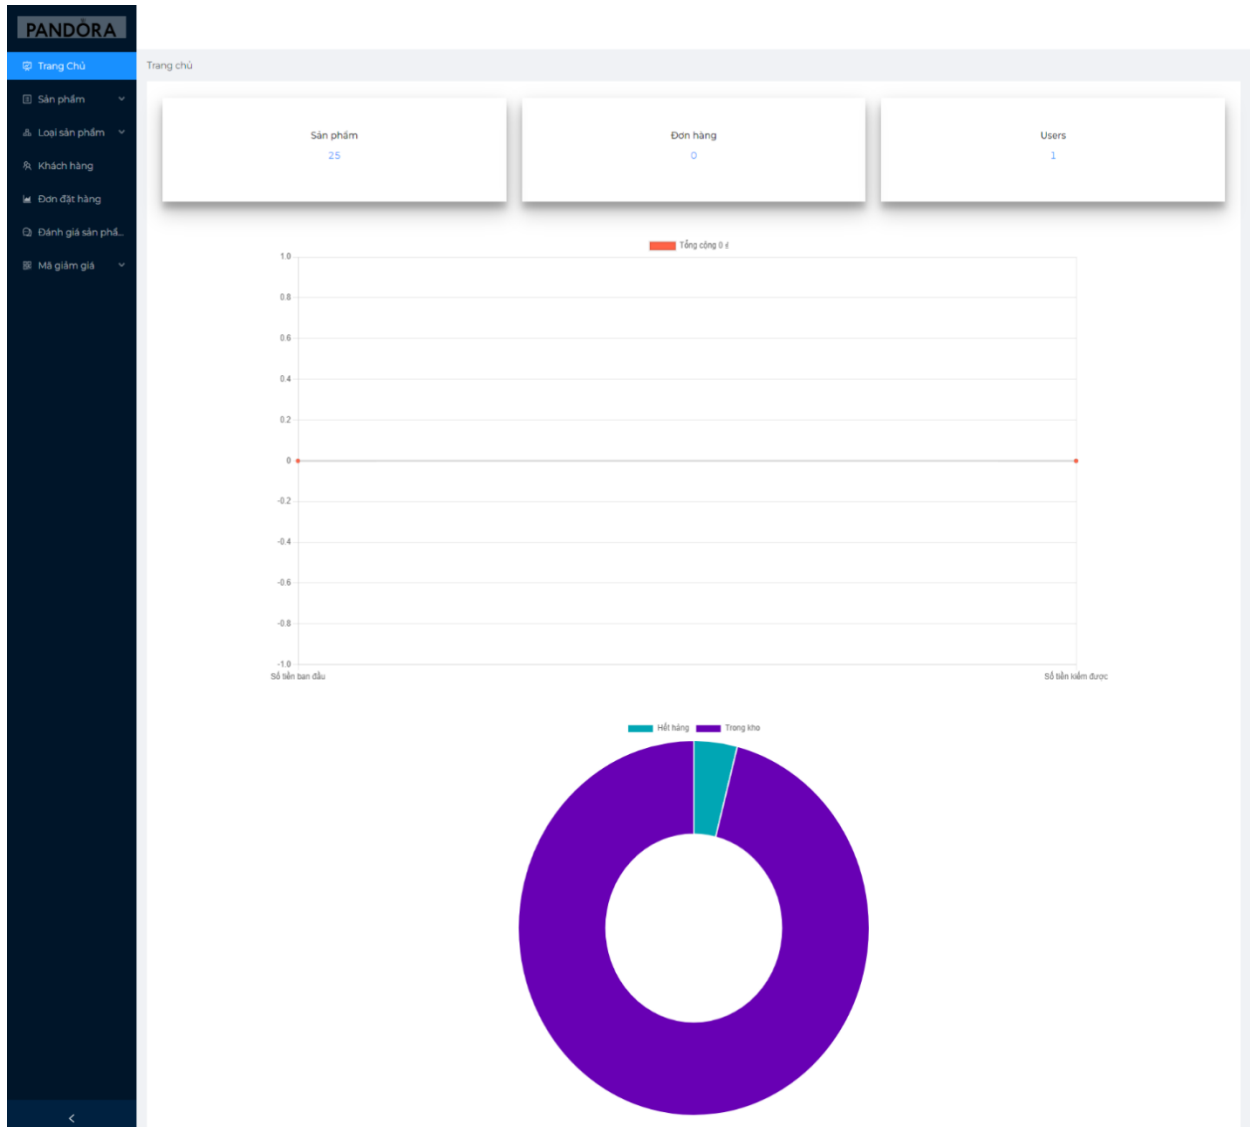 PANDORA
Trang Chủ
Sản phẩm
Loại sản phẩm
Khách hàng
Đơn đặt hàng
Đánh giá sản phẩ...
Mã giảm giá
Trang chủ
Sản phẩm
25
Đơn hàng
0
Users
1
Tổng cộng 0 ₫
1.0
0.8
0.6
0.4
0.2
0
-0.2
-0.4
-0.6
-0.8
-1.0
Số tiền ban đầu
Số tiền kiếm được
Hết hàng
Trong kho